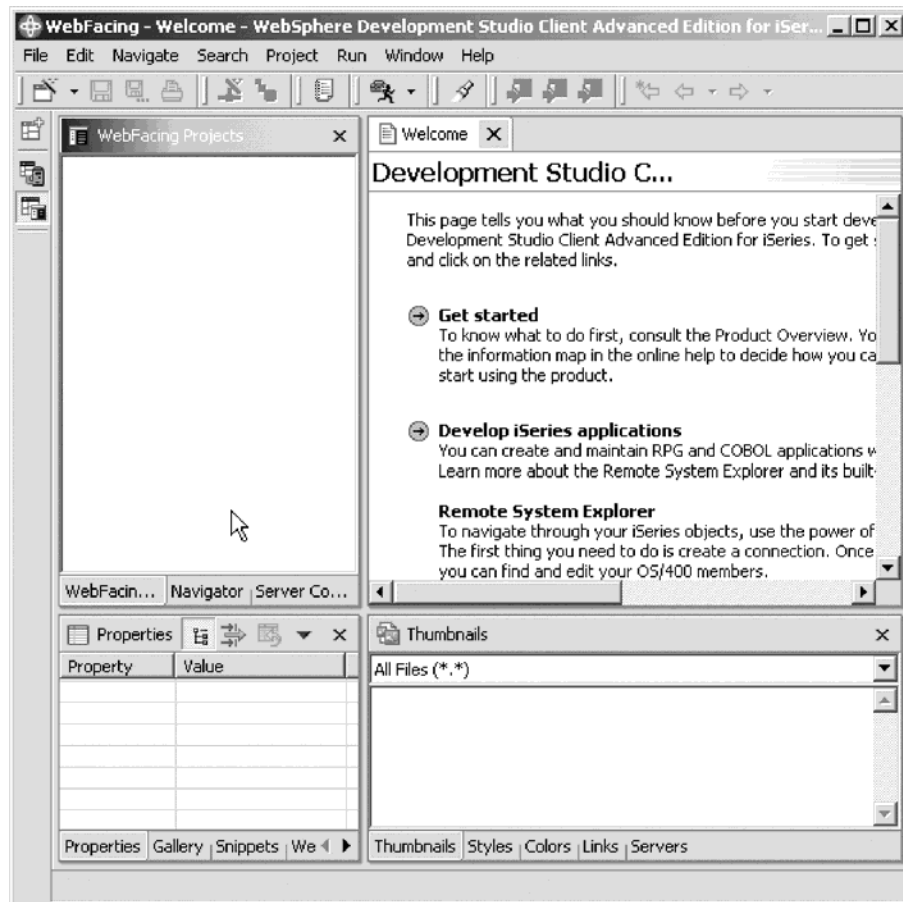 WebFacing - Welcome - WebSphere Development Studio Client Advanced Edition for iSer...
File Edit Navigate Search Project Run Window Help
WebFacing Projects
Welcome
Development Studio C...
This page tells you what you should know before you start deve
Development Studio Client Advanced Edition for iSeries. To get
and click on the related links.
Get started
To know what to do first, consult the Product Overview. Yo
the information map in the online help to decide how you ca
start using the product.
Develop iSeries applications
You can create and maintain RPG and COBOL applications w
Learn more about the Remote System Explorer and its built-
Remote System Explorer
To navigate through your iSeries objects, use the power of
The first thing you need to do is create a connection. Once
you can find and edit your OS/400 members.
WebFacin... Navigator Server Co...
Properties
Property Value
Properties Gallery Snippets We
Thumbnails
All Files (*.*)
Thumbnails Styles Colors Links Servers